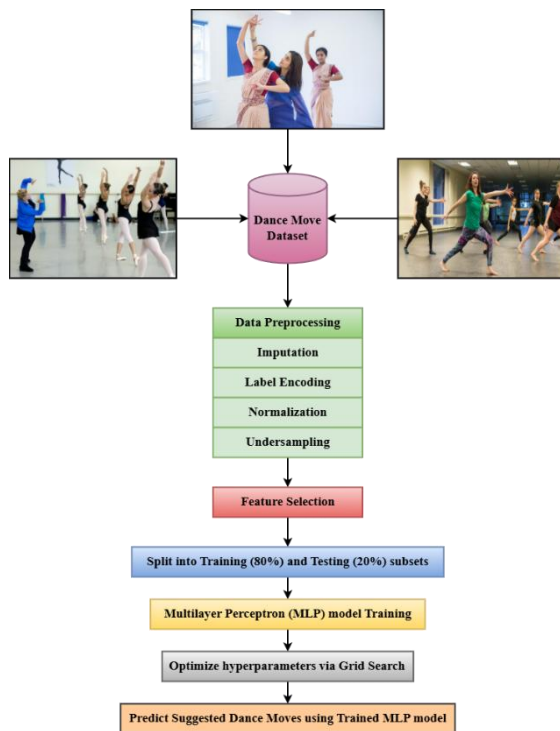 Dance Move
Dataset
Data Preprocessing
Imputation
Label Encoding
Normalization
Undersampling
Feature Selection
Split into Training (80%) and Testing (20%) subsets
Multilayer Perceptron (MLP) model Training
Optimize hyperparameters via Grid Search
Predict Suggested Dance Moves using Trained MLP model